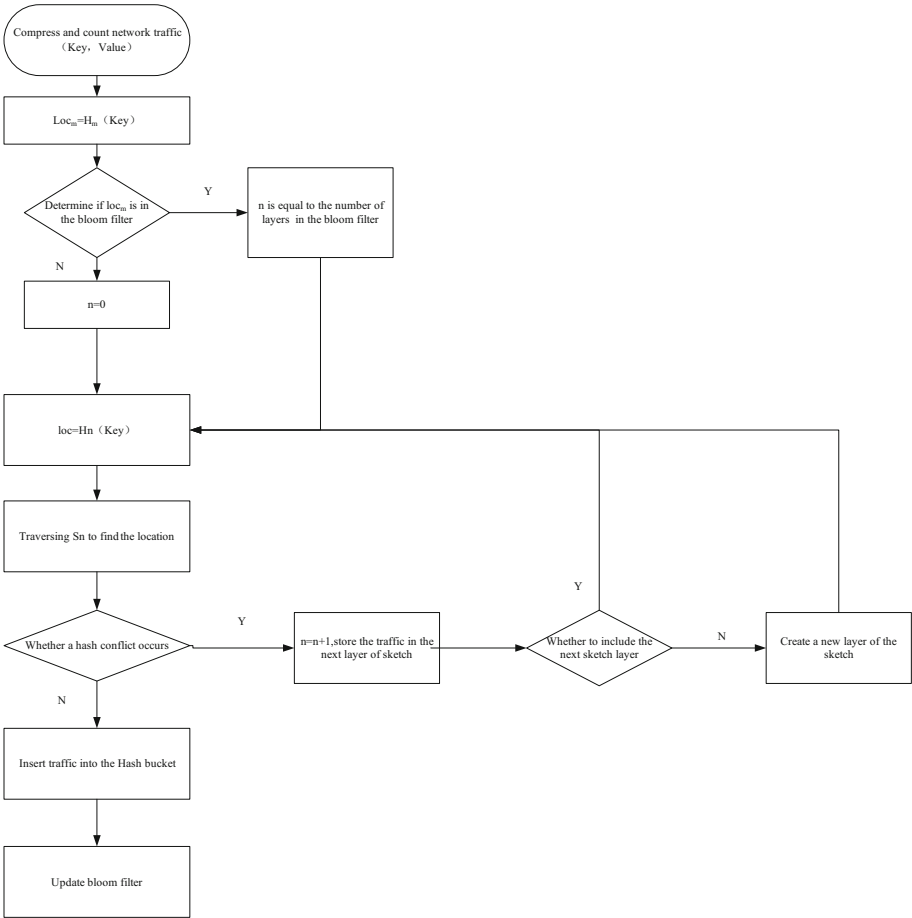 Compress and count network traffic
（Key，Value）
Locₘ=Hₘ（Key）
Determine if locₘ is in
the bloom filter
Y
n is equal to the number of
layers in the bloom filter
N
n=0
loc=Hn（Key）
Traversing Sn to find the location
Whether a hash conflict occurs
Y
n=n+1,store the traffic in the
next layer of sketch
Y
Whether to include the
next sketch layer
N
Create a new layer of the
sketch
N
Insert traffic into the Hash bucket
Update bloom filter